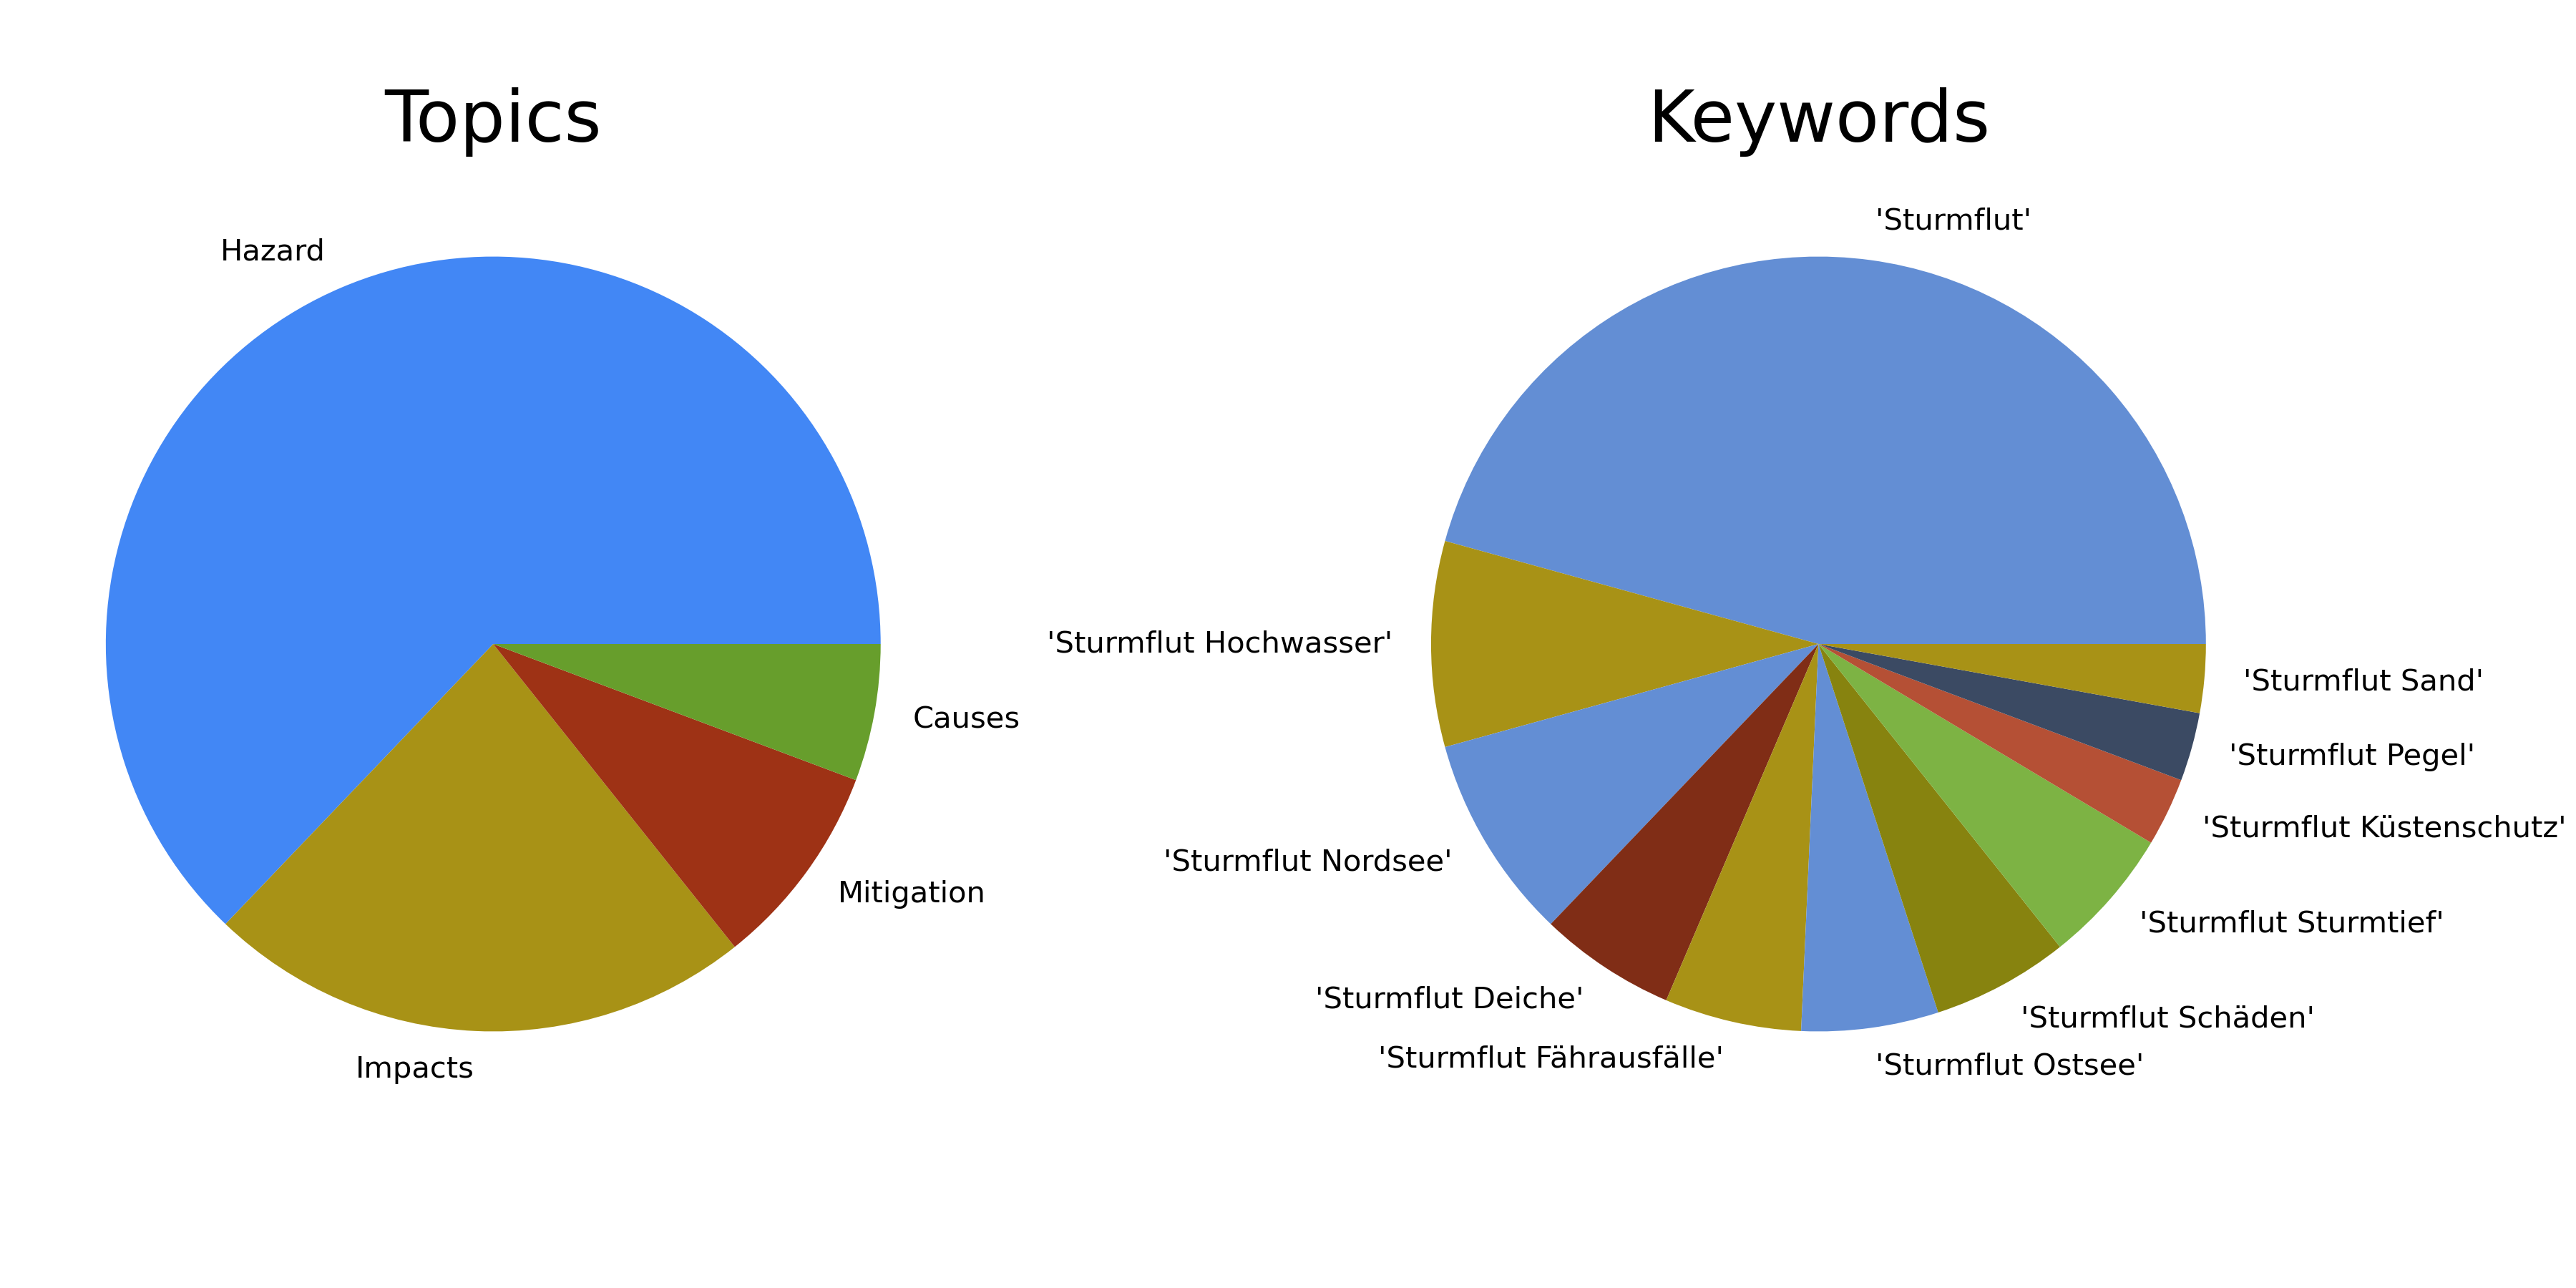 Topics
Hazard
Causes
Mitigation
Impacts
Keywords
'Sturmflut'
'Sturmflut Hochwasser'
'Sturmflut Nordsee'
'Sturmflut Deiche'
'Sturmflut Fährausfälle'
'Sturmflut Ostsee'
'Sturmflut Schäden'
'Sturmflut Sturmtief'
'Sturmflut Küstenschutz'
'Sturmflut Pegel'
'Sturmflut Sand'